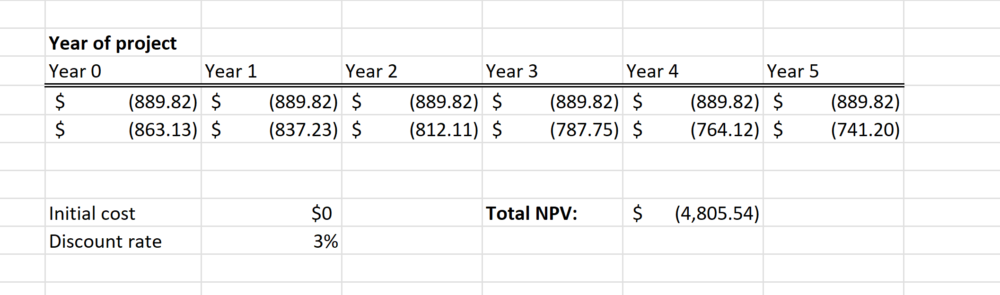 Year of project
Year 0 Year 1 Year 2 Year 3 Year 4 Year 5
$ (889.82) $ (889.82) $ (889.82) $ (889.82) $ (889.82) $ (889.82)
$ (863.13) $ (837.23) $ (812.11) $ (787.75) $ (764.12) $ (741.20)
Initial cost $0 Total NPV: $ (4,805.54)
Discount rate 3%